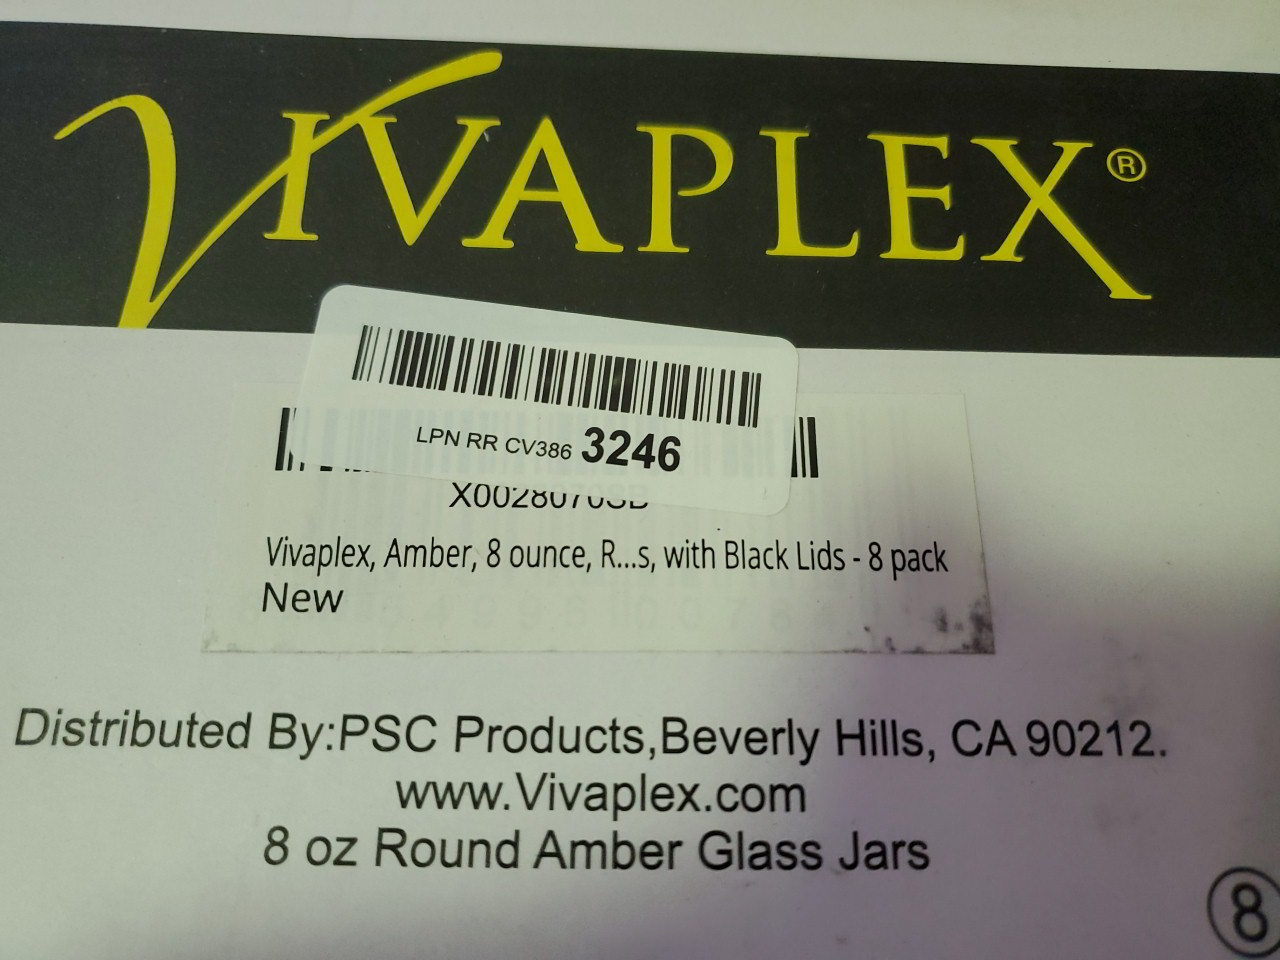 VIVAPLEX®
LPN RR CV386 3246
Vivaplex, Amber, 8 ounce, R...s, with Black Lids - 8 pack
New
Distributed By:PSC Products,Beverly Hills, CA 90212.
www.Vivaplex.com
8 oz Round Amber Glass Jars
8